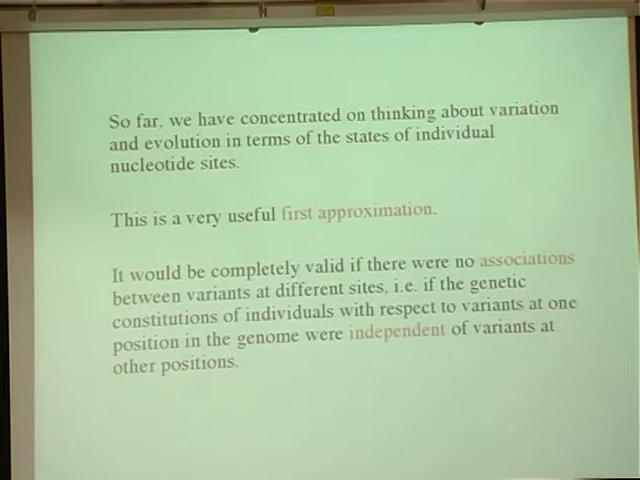 So far, we have concentrated on thinking about variation
and evolution in terms of the states of individual
nucleotide sites.
This is a very useful first approximation.
It would be completely valid if there were no associations
between variants at different sites, i.e. if the genetic
constitutions of individuals with respect to variants at one
position in the genome were independent of variants at
other positions.